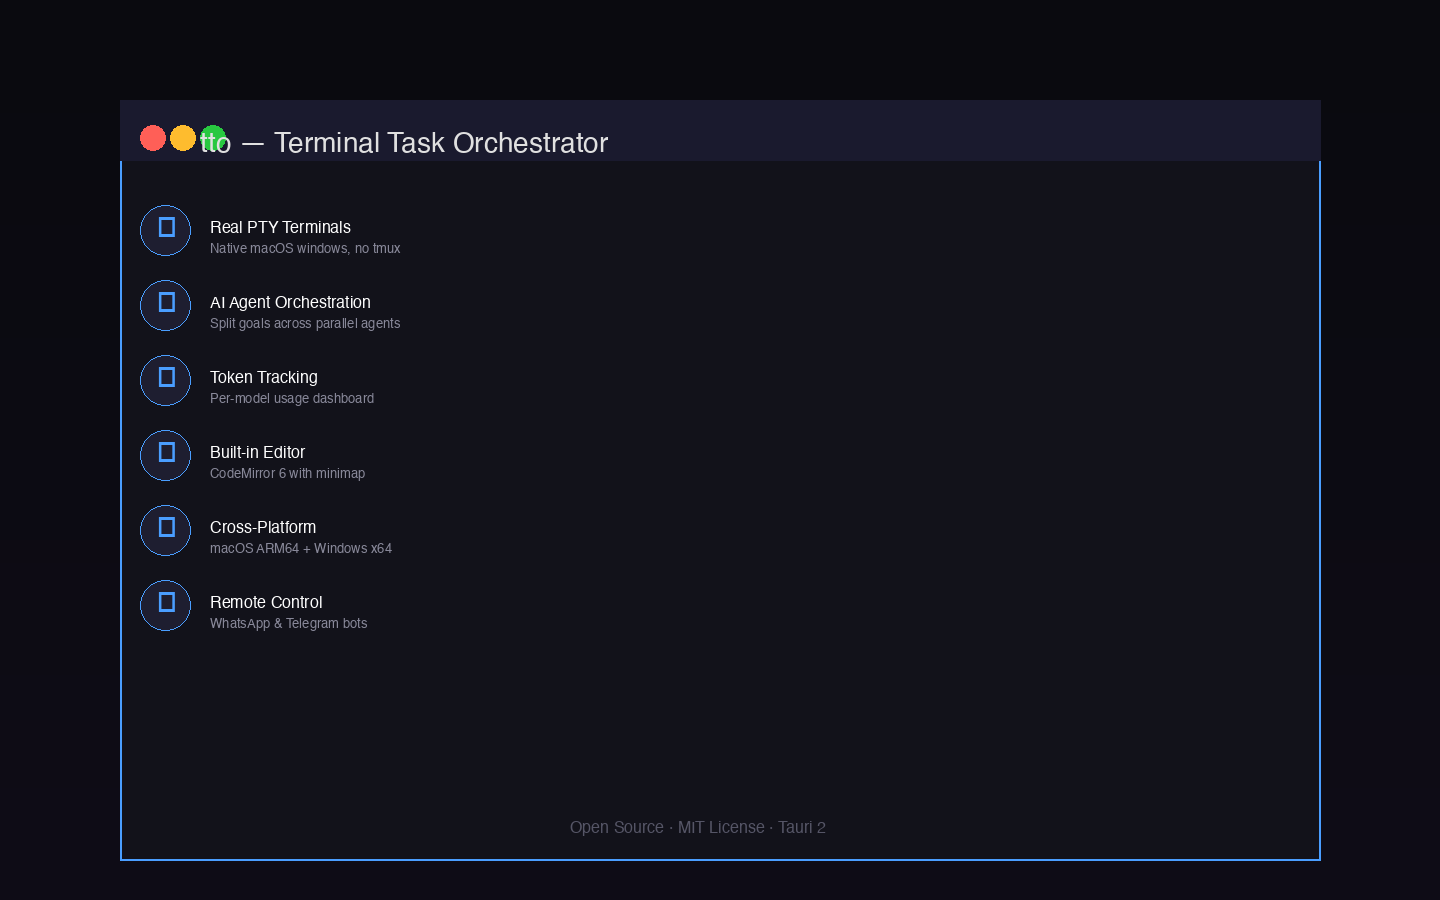 tto — Terminal Task Orchestrator
Real PTY Terminals
Native macOS windows, no tmux
AI Agent Orchestration
Split goals across parallel agents
Token Tracking
Per-model usage dashboard
Built-in Editor
CodeMirror 6 with minimap
Cross-Platform
macOS ARM64 + Windows x64
Remote Control
WhatsApp & Telegram bots
Open Source · MIT License · Tauri 2